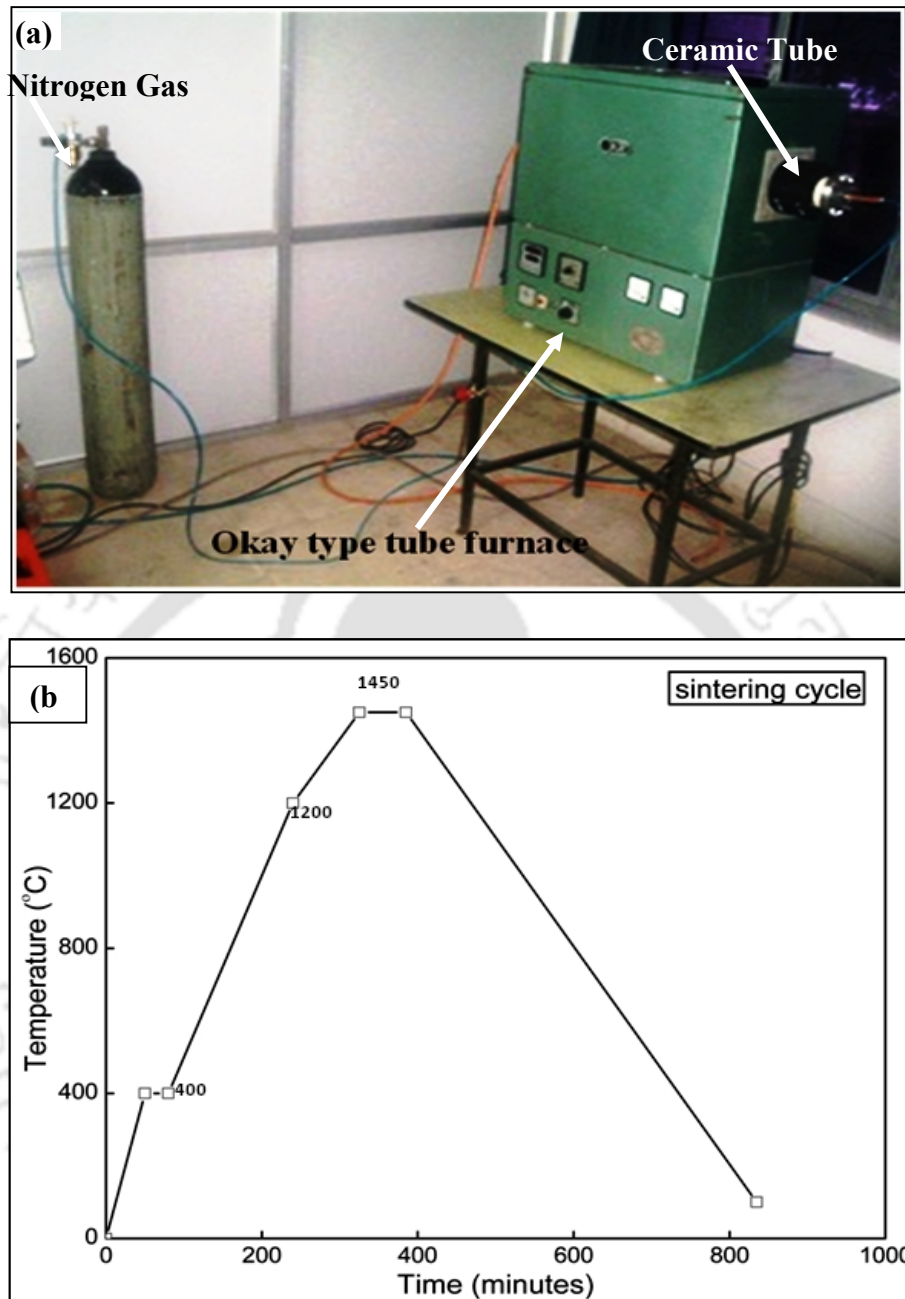 (a)
Ceramic Tube
Nitrogen Gas
Okay type tube furnace
(b
1600
1450
sintering cycle
1200
1200
800
Temperature (°C)
400
400
0
0
200
400
600
800
1000
Time (minutes)